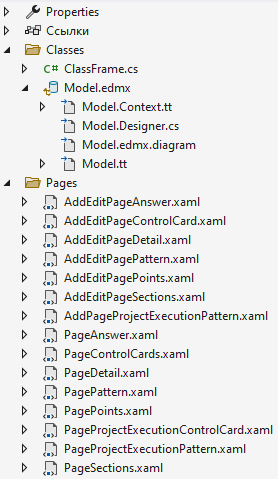 Properties
Ссылки
Classes
C# ClassFrame.cs
Model.edmx
Model.Context.tt
Model.Designer.cs
Model.edmx.diagram
Model.tt
Pages
AddEditPageAnswer.xaml
AddEditPageControlCard.xaml
AddEditPageDetail.xaml
AddEditPagePattern.xaml
AddEditPagePoints.xaml
AddEditPageSections.xaml
AddPageProjectExecutionPattern.xaml
PageAnswer.xaml
PageControlCards.xaml
PageDetail.xaml
PagePattern.xaml
PagePoints.xaml
PageProjectExecutionControlCard.xaml
PageProjectExecutionPattern.xaml
PageSections.xaml